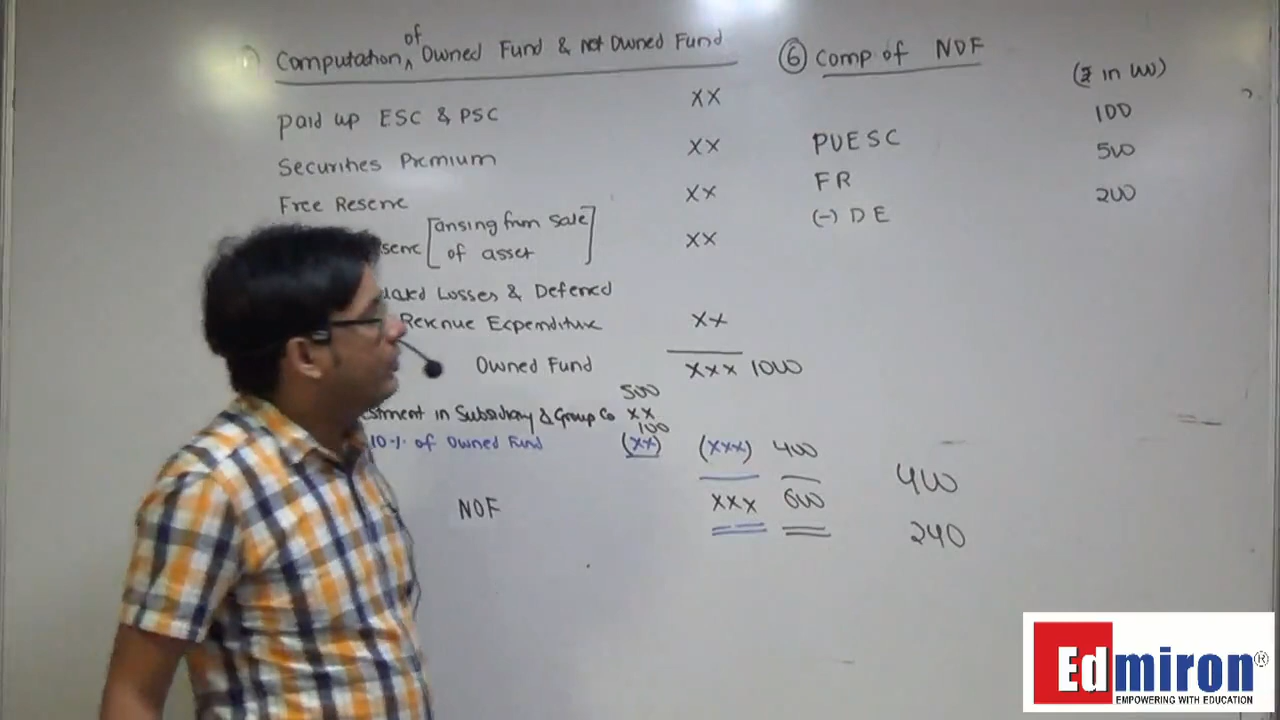 Computation of Owned Fund & Not Owned Fund
Paid up ESC & PSC XX
Securities Premium XX
Free Reserve XX
[arising from sale
of asset] XX
Losses & Deferred
Revenue Expenditure XX
Owned Fund XXX 1000
500
in Subsidiary & Group Co XX
100
10% of Owned Fund (XX) (XXX) 400
NOF XXX 600
⑥ Comp of NOF
(₹ in 000)
PUESC 100
FR 500
(-) DE 200
400
240
Edmiron®
EMPOWERING WITH EDUCATION